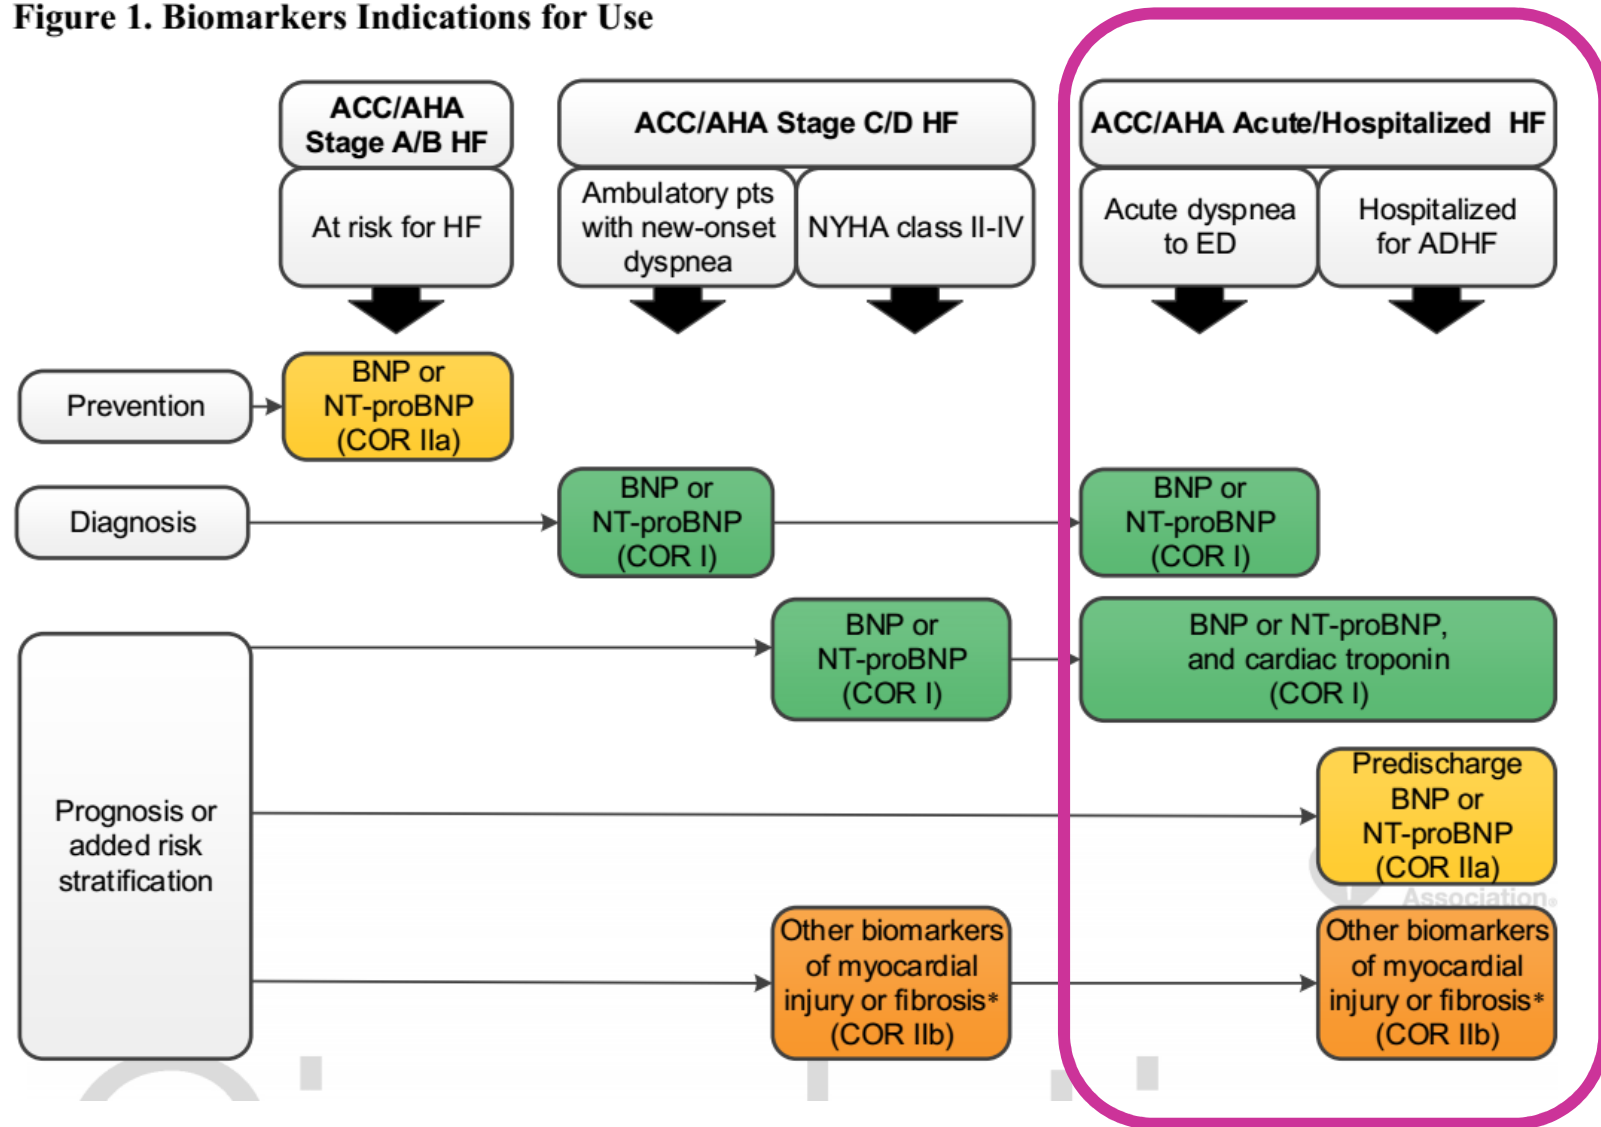 Figure 1. Biomarkers Indications for Use
ACC/AHA
Stage A/B HF
ACC/AHA Stage C/D HF
ACC/AHA Acute/Hospitalized HF
At risk for HF
Ambulatory pts
with new-onset
dyspnea
NYHA class II-IV
Acute dyspnea
to ED
Hospitalized
for ADHF
Prevention
BNP or
NT-proBNP
(COR IIa)
Diagnosis
BNP or
NT-proBNP
(COR I)
BNP or
NT-proBNP
(COR I)
Prognosis or
added risk
stratification
BNP or
NT-proBNP
(COR I)
BNP or NT-proBNP,
and cardiac troponin
(COR I)
Predischarge
BNP or
NT-proBNP
(COR IIa)
Association®
Other biomarkers
of myocardial
injury or fibrosis*
(COR IIb)
Other biomarkers
of myocardial
injury or fibrosis*
(COR IIb)